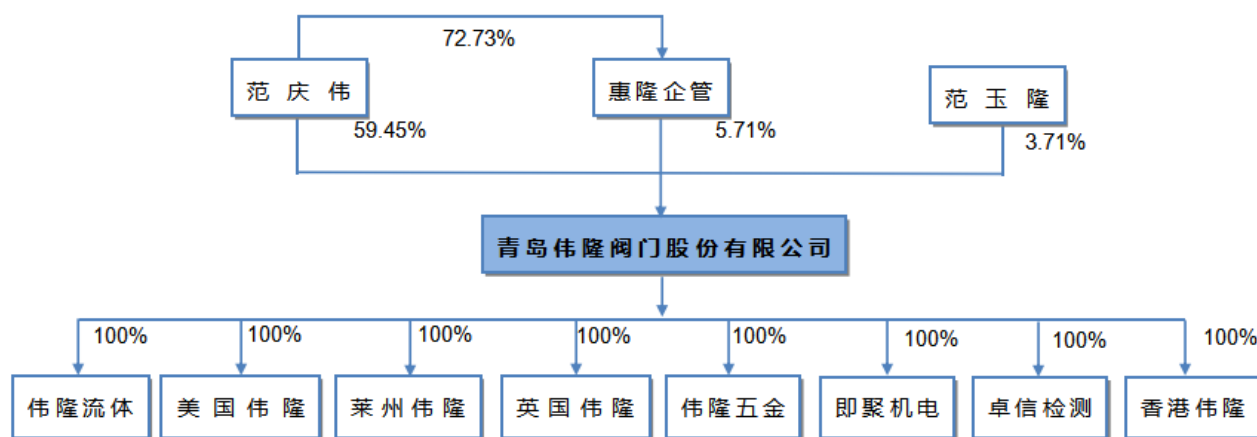 72.73%
范庆伟
惠隆企管
范玉隆
59.45%
5.71%
3.71%
青岛伟隆阀门股份有限公司
100%
100%
100%
100%
100%
100%
100%
100%
伟隆流体
美国伟隆
莱州伟隆
英国伟隆
伟隆五金
即聚机电
卓信检测
香港伟隆